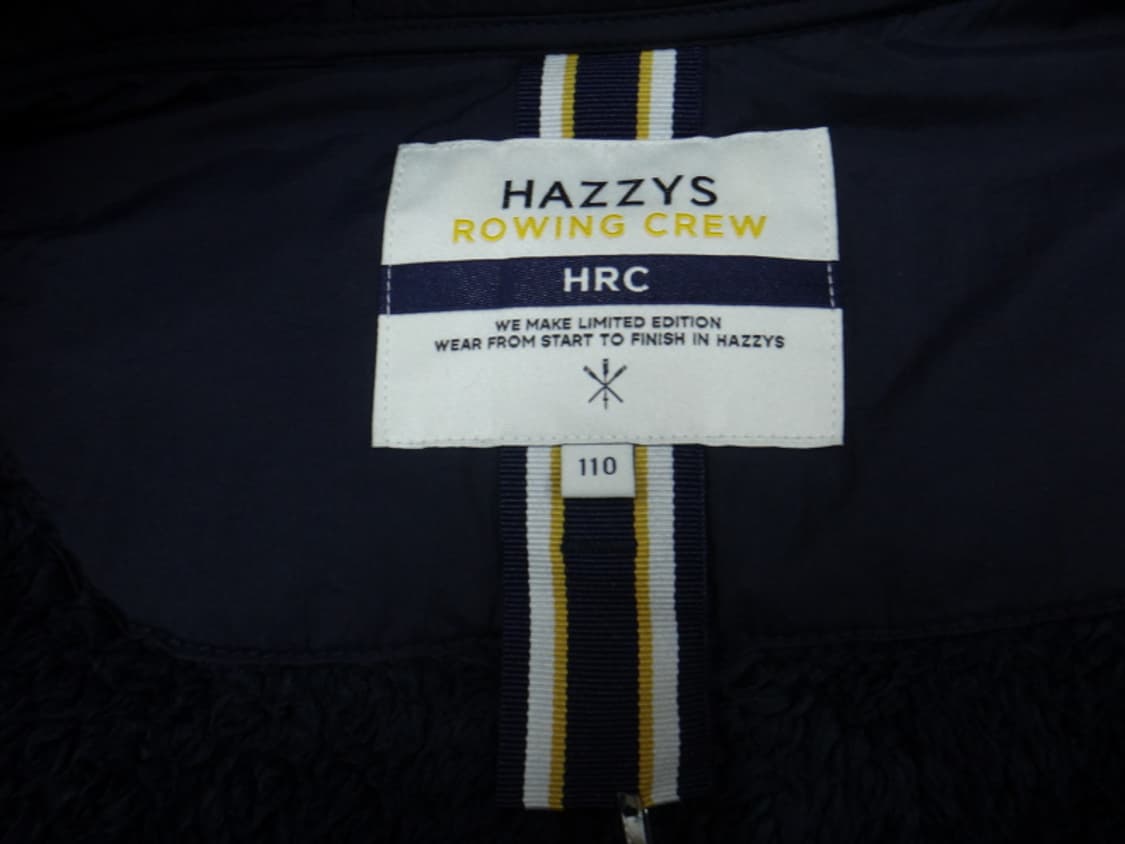 HAZZYS
ROWING CREW
HRC
WE MAKE LIMITED EDITION
WEAR FROM START TO FINISH IN HAZZYS
110